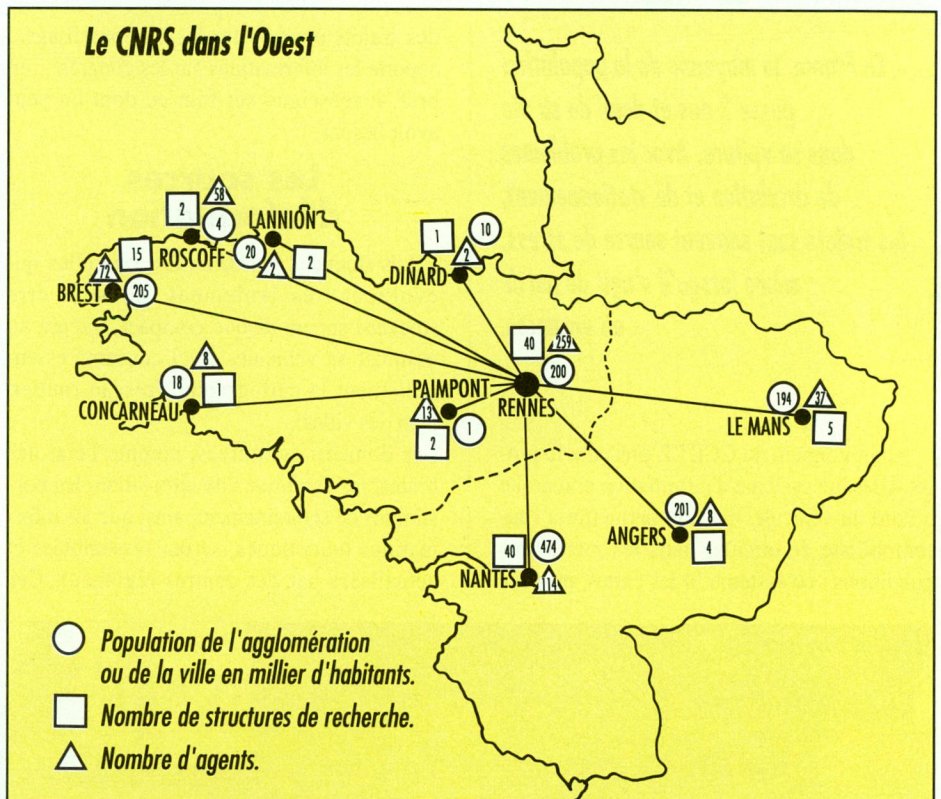 Le CNRS dans l'Ouest
58
2
4
ROSCOFF
LANNION
20
2
2
15
72
BREST
205
1
10
DINARD
2
8
18
1
CONCARNEAU
40
259
200
RENNES
PAIMPONT
13
1
2
194
37
LE MANS
5
201
8
ANGERS
4
40
474
NANTES
114
Population de l'agglomération
ou de la ville en millier d'habitants.
Nombre de structures de recherche.
Nombre d'agents.